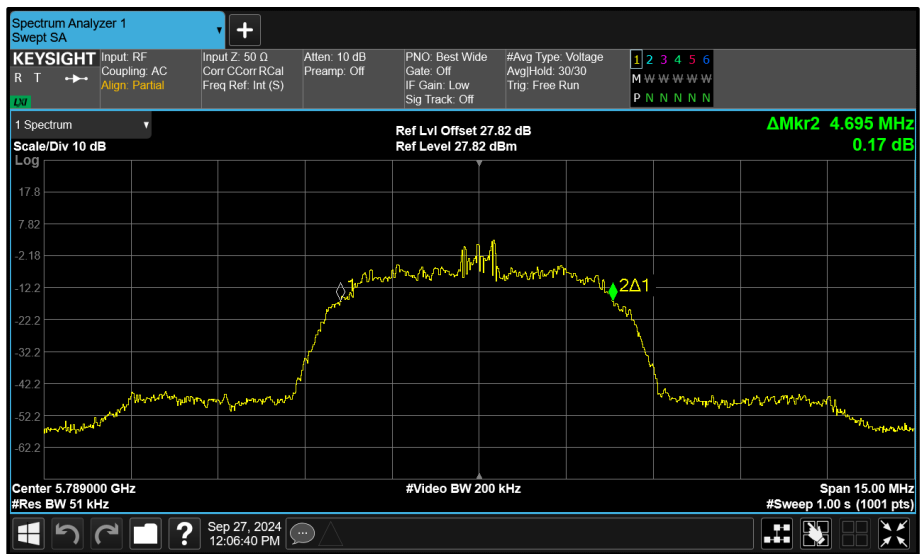 Spectrum Analyzer 1
Swept SA
KEYSIGHT
R T
LXI
Input: RF
Coupling: AC
Align: Partial
Input Z: 50 Ω
Corr CCorr RCal
Freq Ref: Int (S)
Atten: 10 dB
Preamp: Off
PNO: Best Wide
Gate: Off
IF Gain: Low
Sig Track: Off
#Avg Type: Voltage
Avg|Hold: 30/30
Trig: Free Run
1 2 3 4 5 6
M W W W W W
P N N N N N
1 Spectrum
Scale/Div 10 dB
Ref Lvl Offset 27.82 dB
Ref Level 27.82 dBm
ΔMkr2 4.695 MHz
0.17 dB
Log
17.8
7.82
-2.18
-12.2
-22.2
-32.2
-42.2
-52.2
-62.2
1
2Δ1
Center 5.789000 GHz
#Res BW 51 kHz
#Video BW 200 kHz
Span 15.00 MHz
#Sweep 1.00 s (1001 pts)
?
Sep 27, 2024
12:06:40 PM